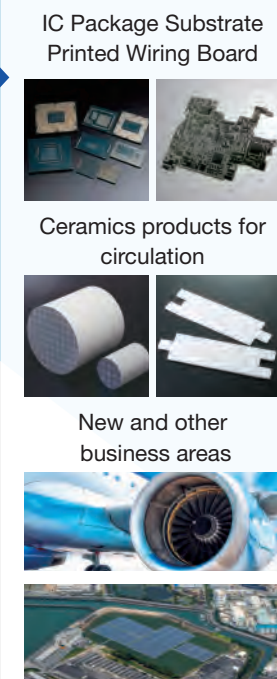 IC Package Substrate
Printed Wiring Board
Ceramics products for
circulation
New and other
business areas